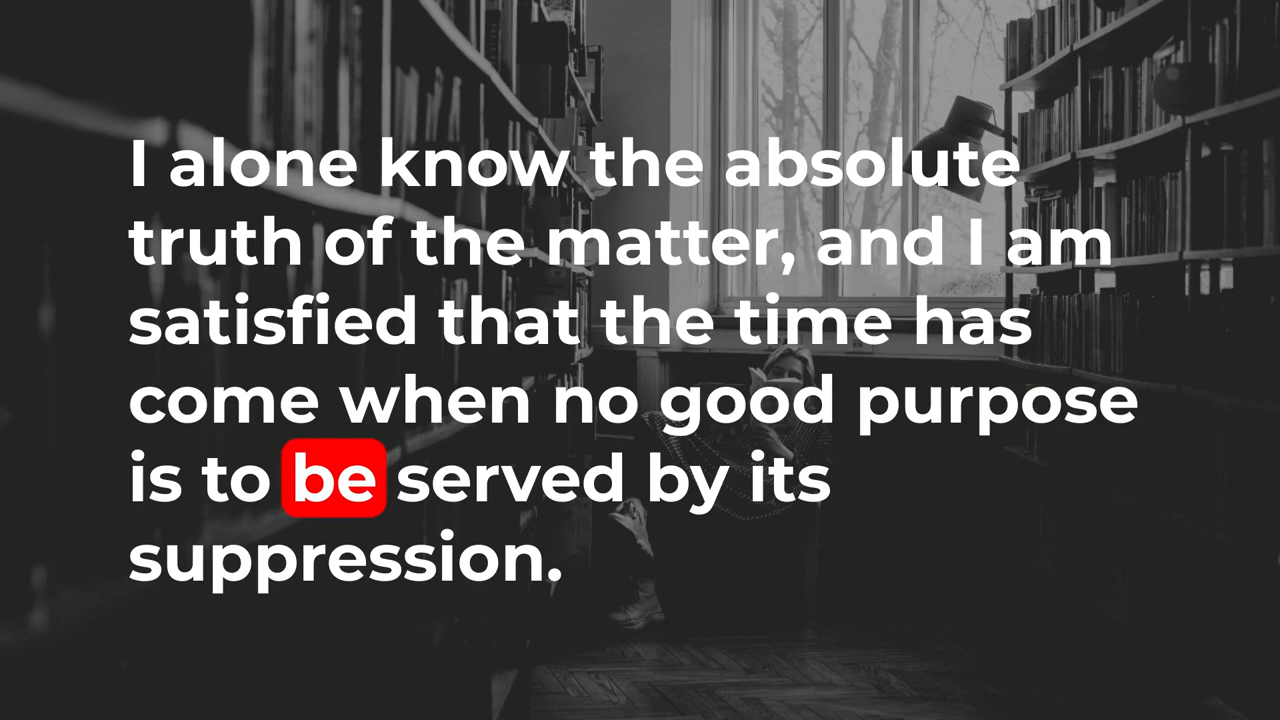 I alone know the absolute
truth of the matter, and I am
satisfied that the time has
come when no good purpose
is to be served by its
suppression.